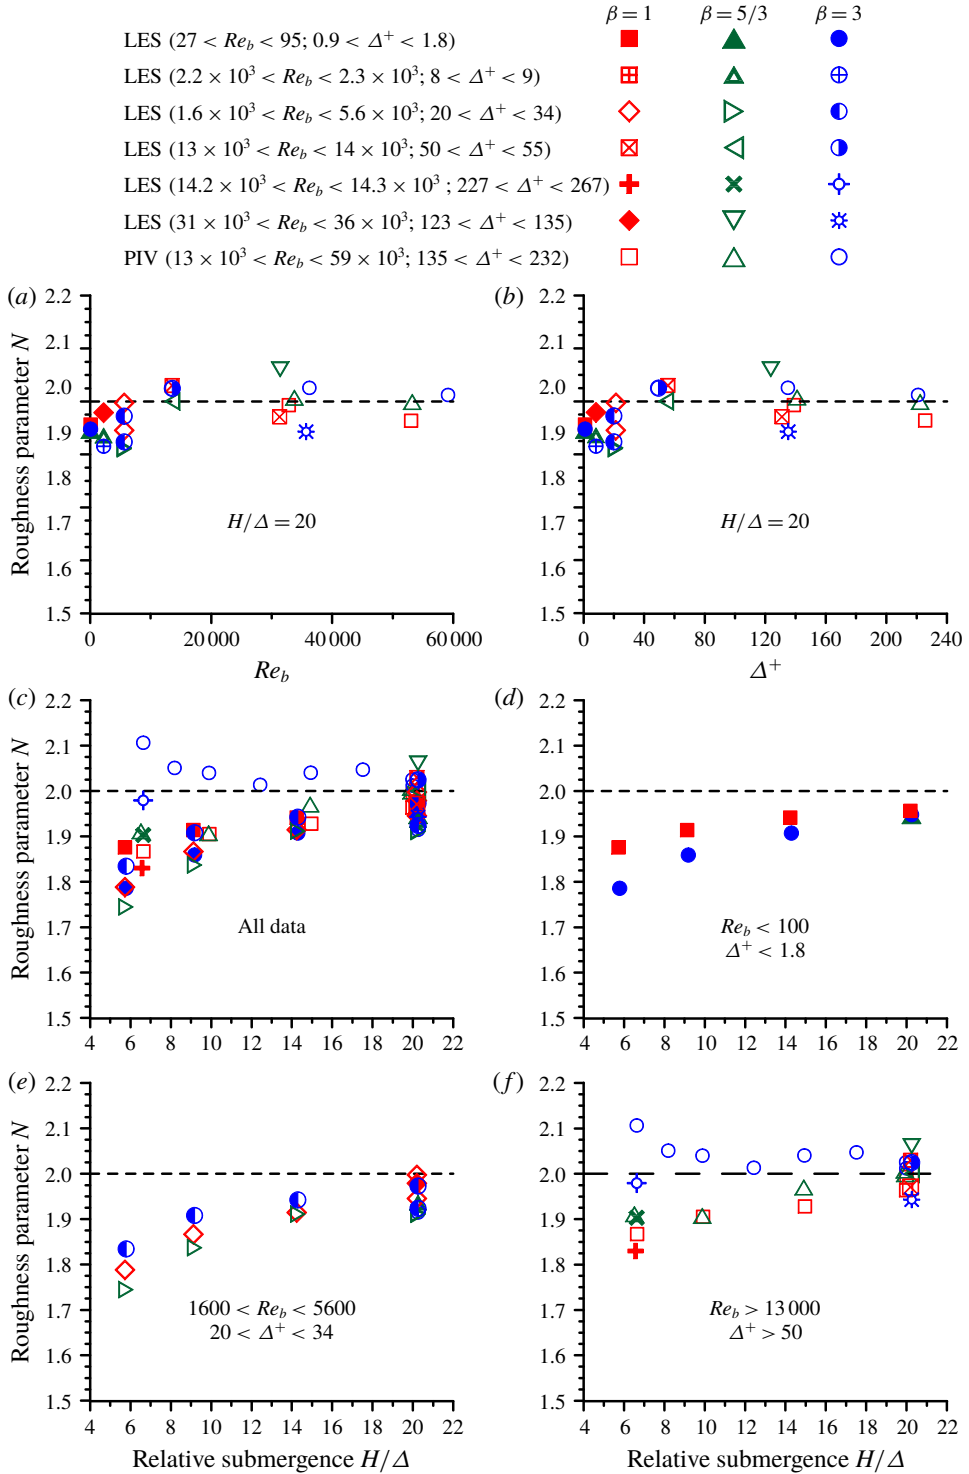 β = 1 β = 5/3 β = 3
LES (27 < Re_b < 95; 0.9 < Δ⁺ < 1.8)
LES (2.2 × 10³ < Re_b < 2.3 × 10³; 8 < Δ⁺ < 9)
LES (1.6 × 10³ < Re_b < 5.6 × 10³; 20 < Δ⁺ < 34)
LES (13 × 10³ < Re_b < 14 × 10³; 50 < Δ⁺ < 55)
LES (14.2 × 10³ < Re_b < 14.3 × 10³ ; 227 < Δ⁺ < 267)
LES (31 × 10³ < Re_b < 36 × 10³; 123 < Δ⁺ < 135)
PIV (13 × 10³ < Re_b < 59 × 10³; 135 < Δ⁺ < 232)
(a)
Roughness parameter N
2.2
2.1
2.0
1.9
1.8
1.7
1.6
1.5
H/Δ = 20
0 20 000 40 000 60 000
Re_b
(b)
2.2
2.1
2.0
1.9
1.8
1.7
1.6
1.5
H/Δ = 20
0 40 80 120 160 200 240
Δ⁺
(c)
Roughness parameter N
2.2
2.1
2.0
1.9
1.8
1.7
1.6
1.5
All data
4 6 8 10 12 14 16 18 20 22
(d)
2.2
2.1
2.0
1.9
1.8
1.7
1.6
1.5
Re_b < 100
Δ⁺ < 1.8
4 6 8 10 12 14 16 18 20 22
(e)
Roughness parameter N
2.2
2.1
2.0
1.9
1.8
1.7
1.6
1.5
1600 < Re_b < 5600
20 < Δ⁺ < 34
4 6 8 10 12 14 16 18 20 22
Relative submergence H/Δ
(f)
2.2
2.1
2.0
1.9
1.8
1.7
1.6
1.5
Re_b > 13 000
Δ⁺ > 50
4 6 8 10 12 14 16 18 20 22
Relative submergence H/Δ